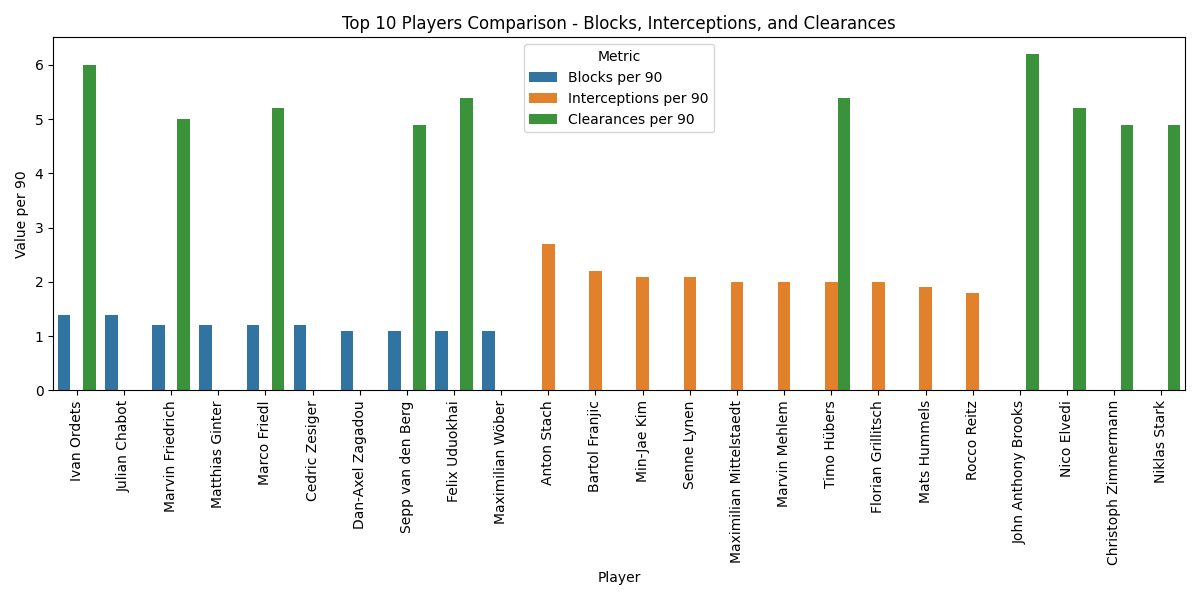 Top 10 Players Comparison - Blocks, Interceptions, and Clearances
Metric
Blocks per 90
Interceptions per 90
Clearances per 90
Value per 90
6
5
4
3
2
1
0
Ivan Ordets
Julian Chabot
Marvin Friedrich
Matthias Ginter
Marco Friedl
Cedric Zesiger
Dan-Axel Zagadou
Sepp van den Berg
Felix Uduokhai
Maximilian Wöber
Anton Stach
Bartol Franjic
Min-Jae Kim
Senne Lynen
Maximilian Mittelstaedt
Marvin Mehlem
Timo Hübers
Florian Grillitsch
Mats Hummels
Rocco Reitz
John Anthony Brooks
Nico Elvedi
Christoph Zimmermann
Niklas Stark
Player